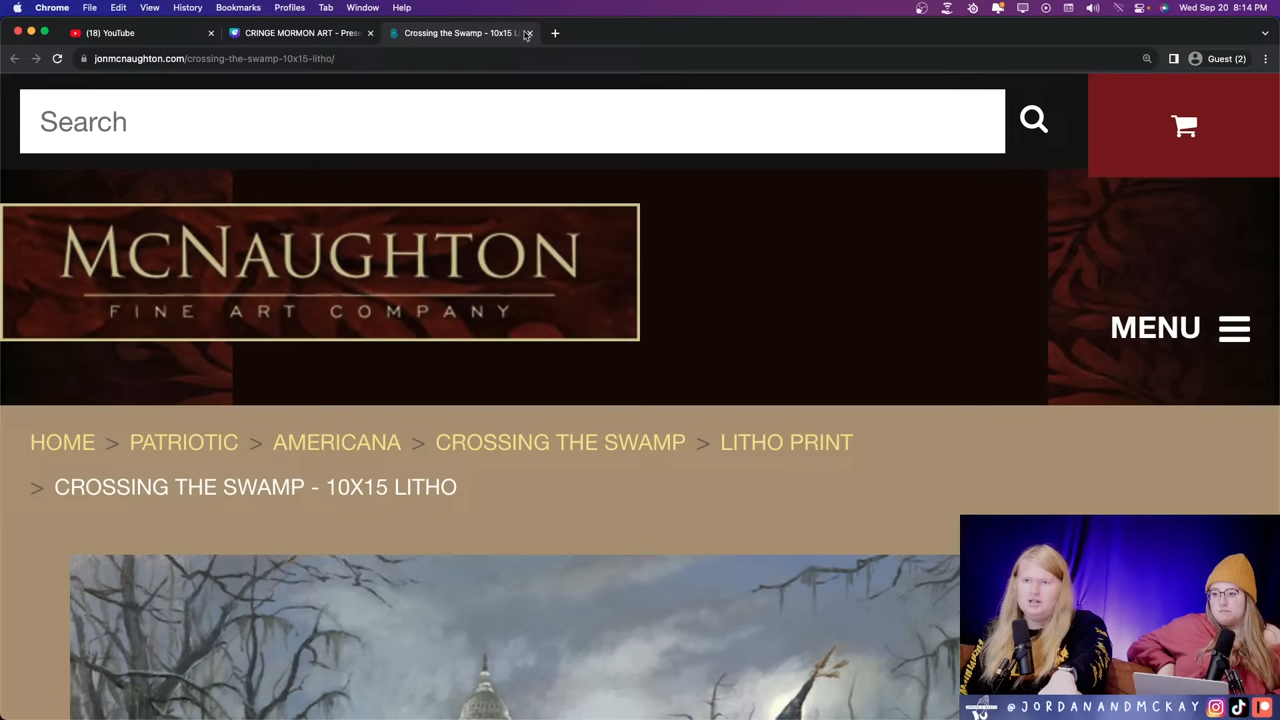 Chrome File Edit View History Bookmarks Profiles Tab Window Help Wed Sep 20 8:14 PM
(18) YouTube CRINGE MORMON ART - Pres Crossing the Swamp - 10x15 L
jonmcnaughton.com/crossing-the-swamp-10x15-litho/ Guest (2)
Search
MCNAUGHTON
FINE ART COMPANY
MENU
HOME > PATRIOTIC > AMERICANA > CROSSING THE SWAMP > LITHO PRINT
> CROSSING THE SWAMP - 10X15 LITHO
@JORDANANDMCKAY